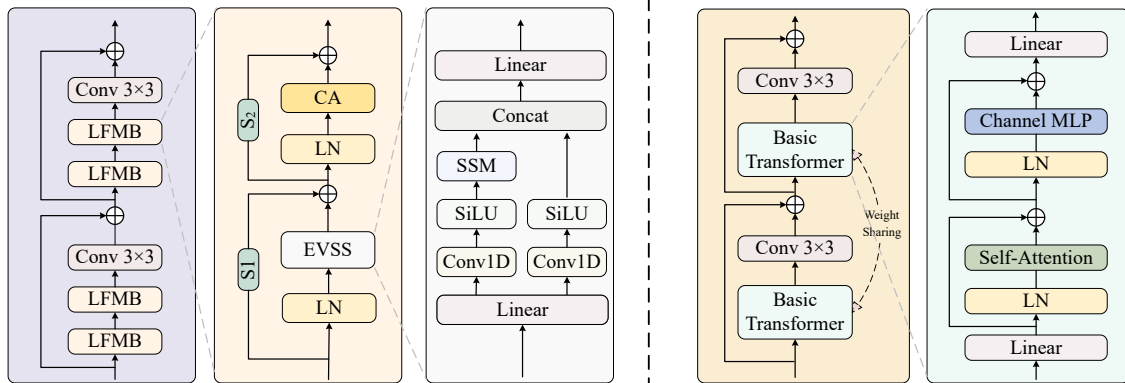 Conv 3×3
LFMB
LFMB
Conv 3×3
LFMB
LFMB
CA
S₂
LN
EVSS
S1
LN
Linear
Concat
SSM
SiLU
SiLU
Conv1D
Conv1D
Linear
Conv 3×3
Basic
Transformer
Weight
Sharing
Conv 3×3
Basic
Transformer
Linear
Channel MLP
LN
Self-Attention
LN
Linear